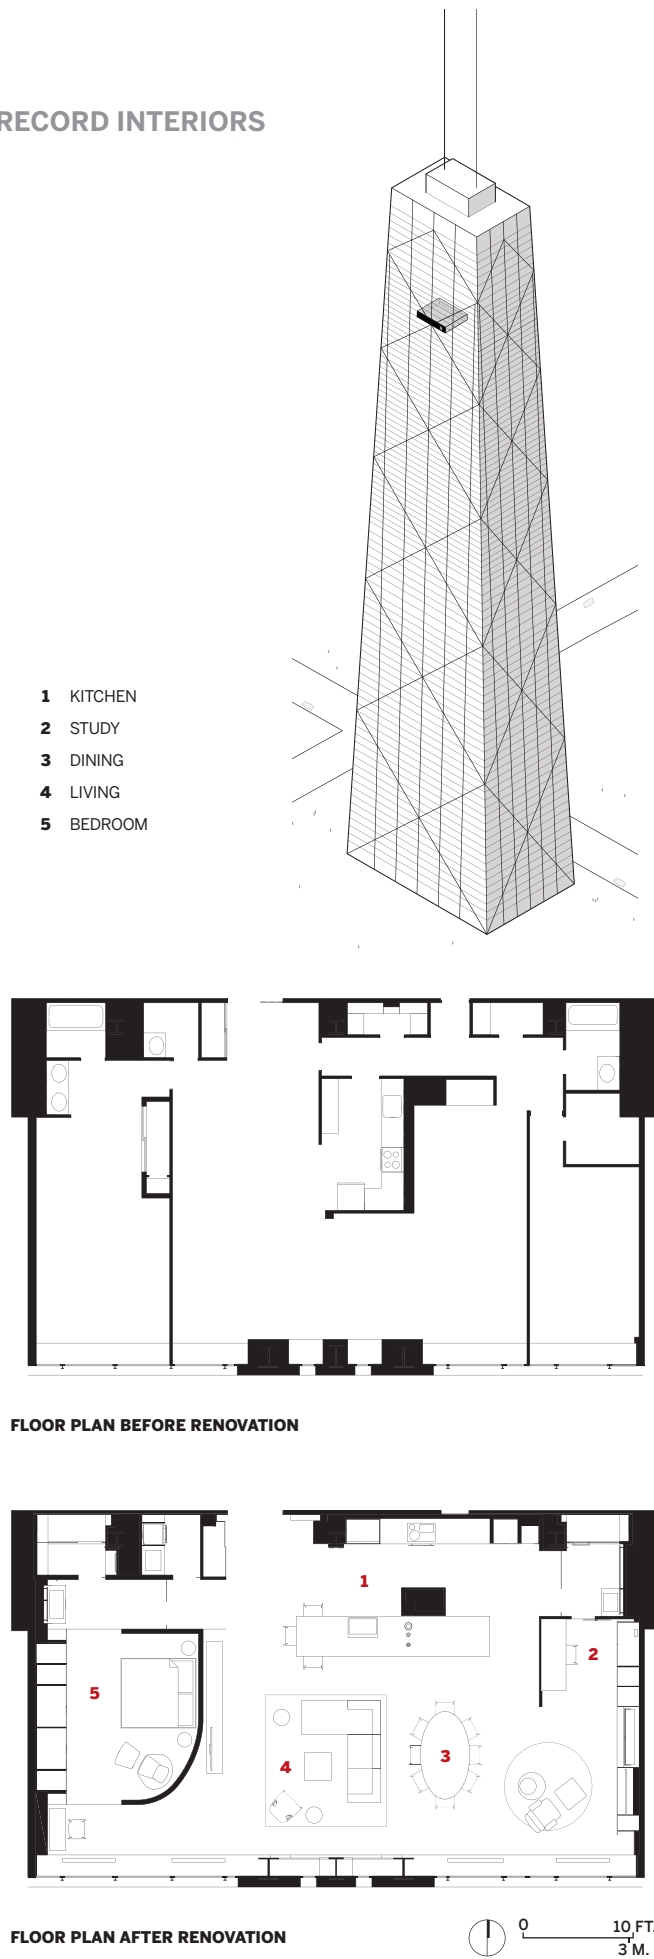 RECORD INTERIORS
1 KITCHEN
2 STUDY
3 DINING
4 LIVING
5 BEDROOM
FLOOR PLAN BEFORE RENOVATION
1
2
5
3
4
FLOOR PLAN AFTER RENOVATION
0 10 FT.
3 M.